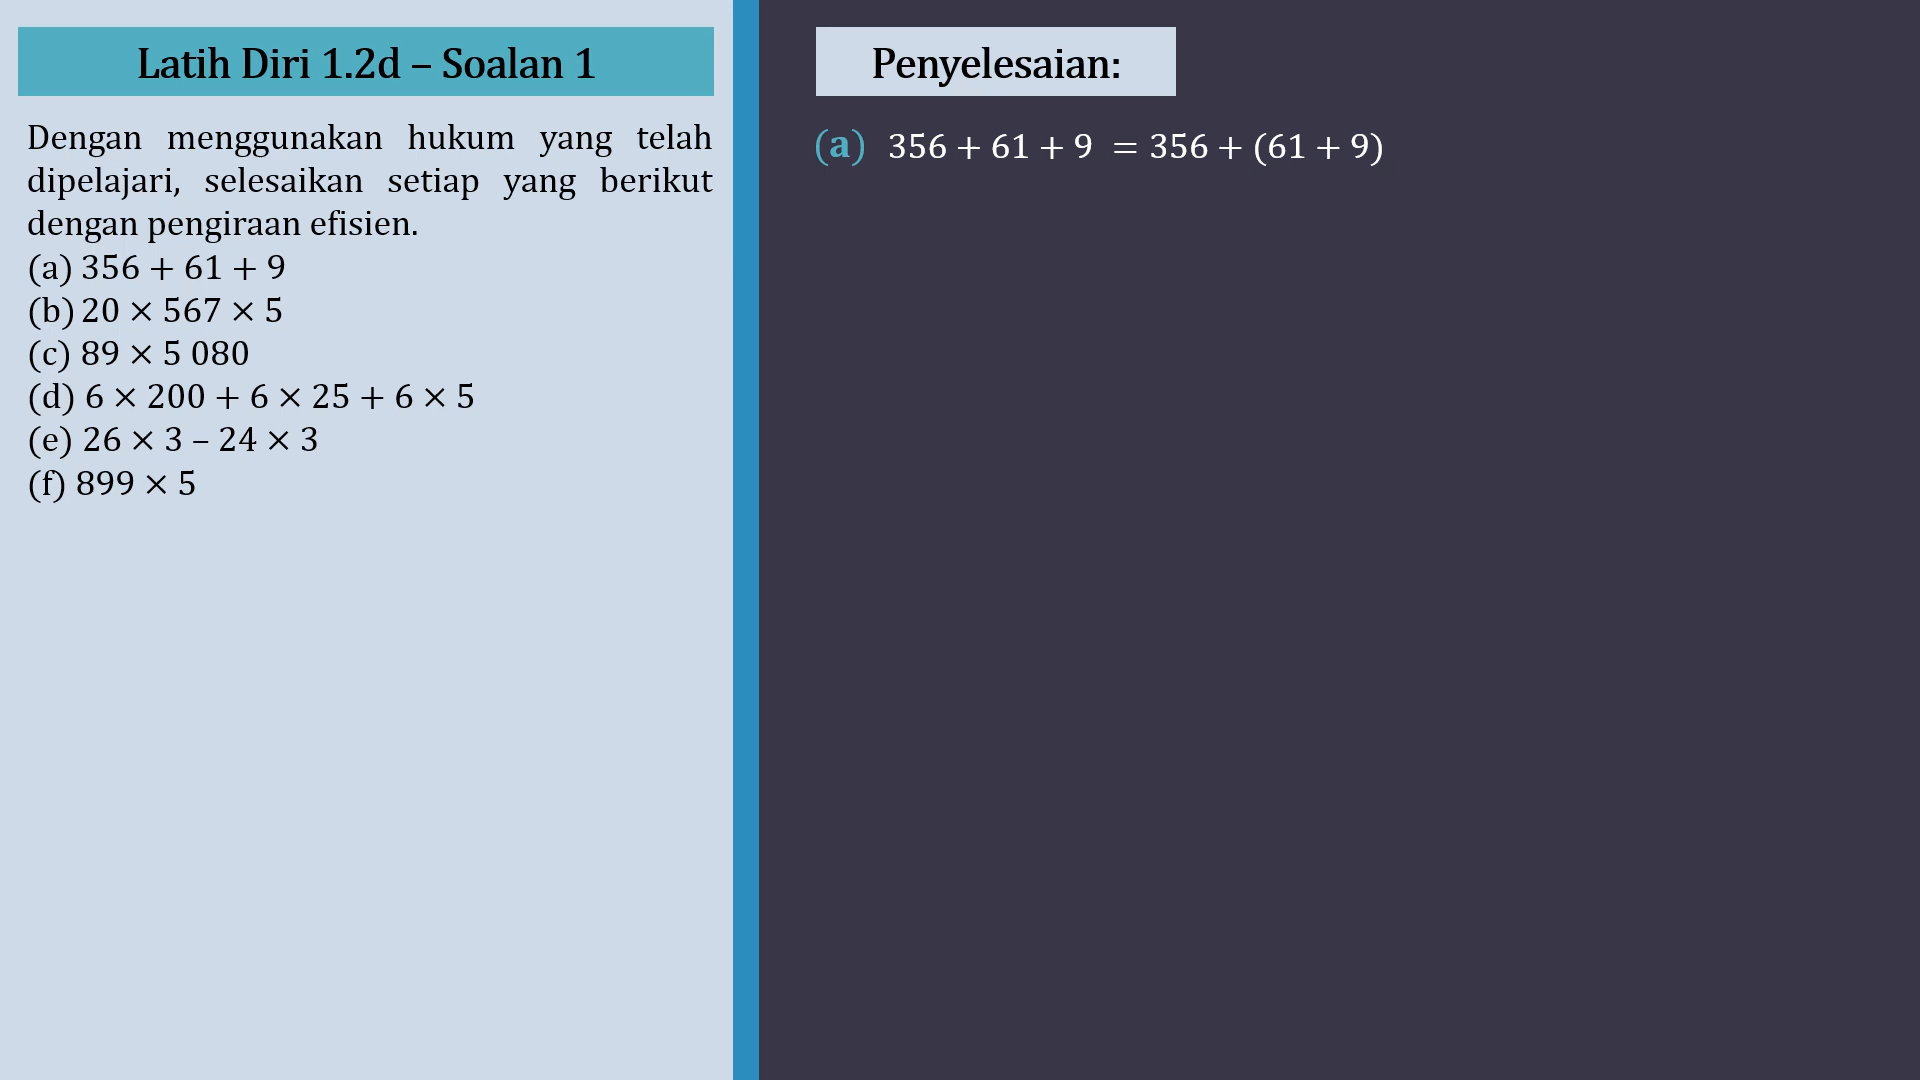 Latih Diri 1.2d – Soalan 1
Dengan menggunakan hukum yang telah
dipelajari, selesaikan setiap yang berikut
dengan pengiraan efisien.
(a) 356 + 61 + 9
(b) 20 × 567 × 5
(c) 89 × 5 080
(d) 6 × 200 + 6 × 25 + 6 × 5
(e) 26 × 3 – 24 × 3
(f) 899 × 5
Penyelesaian:
(a) 356 + 61 + 9 = 356 + (61 + 9)